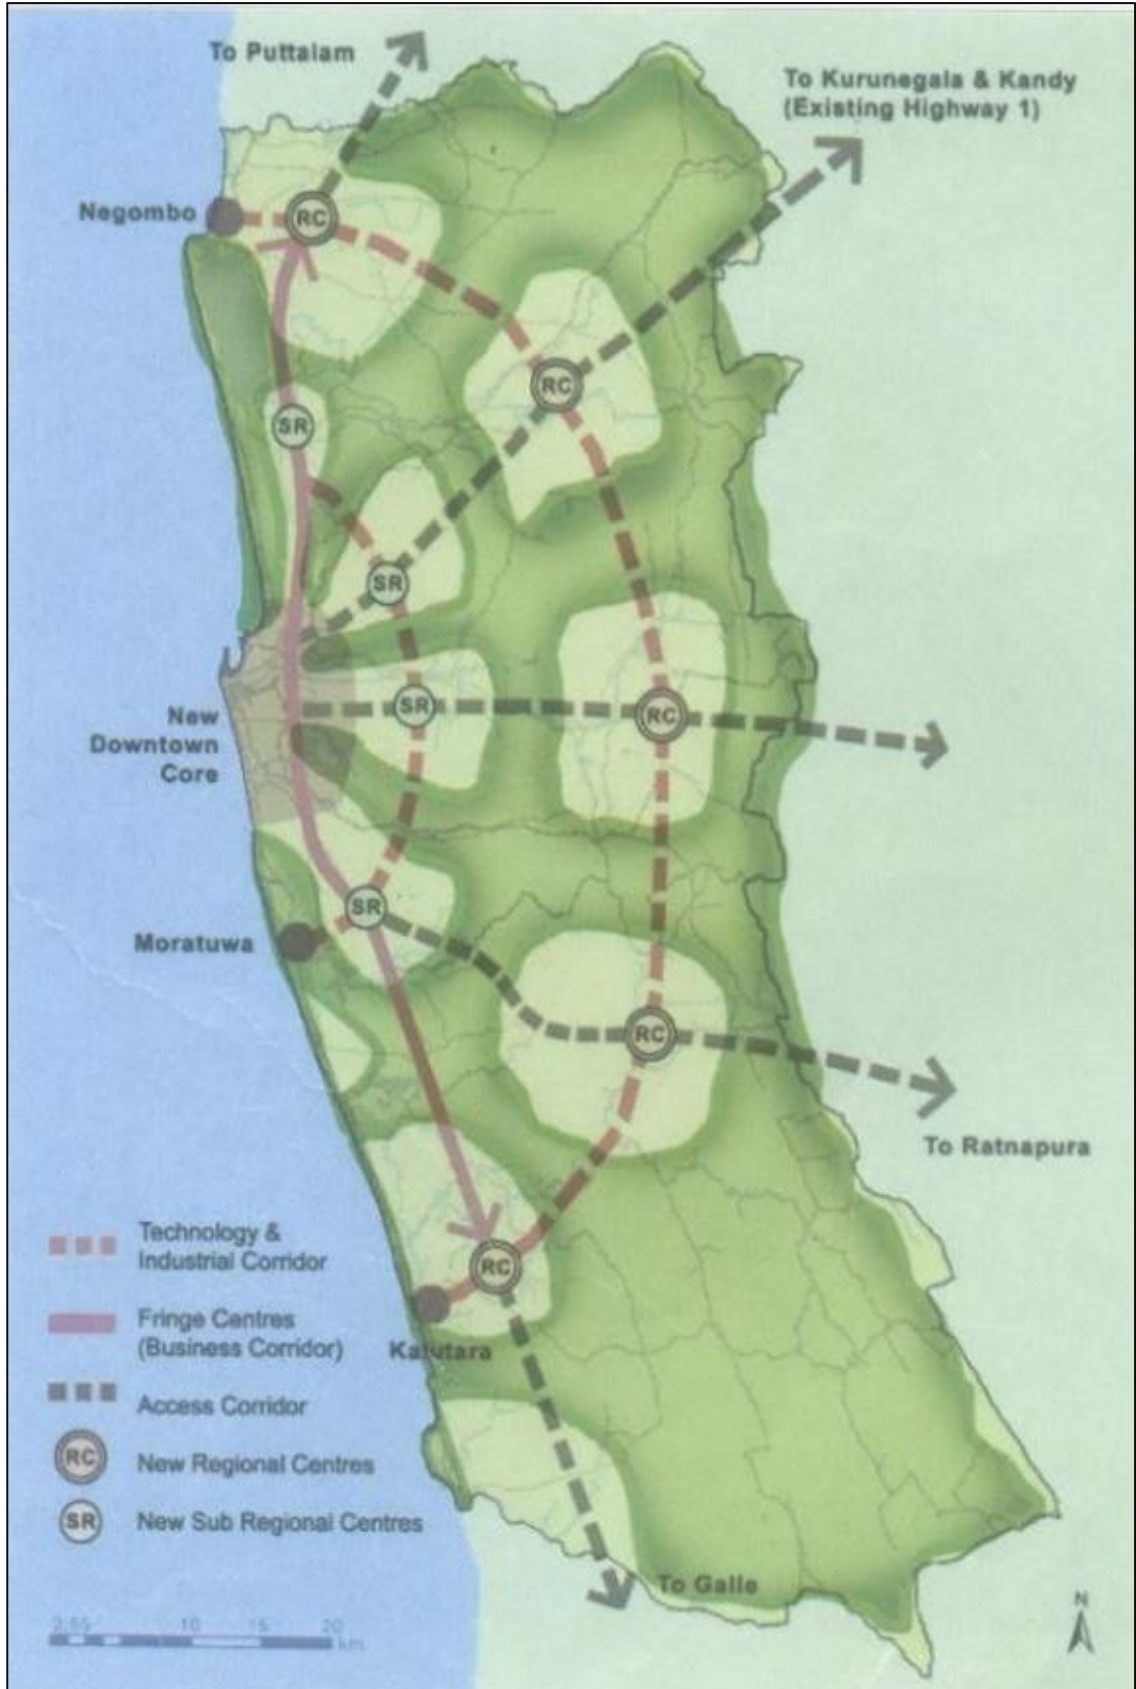 To Puttalam
To Kurunegala & Kandy
(Existing Highway 1)
Negombo
RC
RC
SR
SR
SR
RC
New
Downtown
Core
SR
Moratuwa
RC
To Ratnapura
RC
Kalutara
Technology &
Industrial Corridor
Fringe Centres
(Business Corridor)
Access Corridor
RC New Regional Centres
SR New Sub Regional Centres
To Galle
10 15 20
km
N